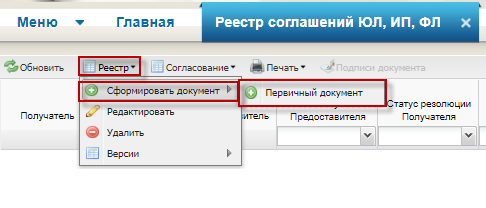 Меню Главная Реестр соглашений ЮЛ, ИП, ФЛ
Обновить Реестр Согласование Печать Подписи документа
Сформировать документ Первичный документ
Получатель Редактировать Предоставителя Статус резолюции Получателя
Удалить
Версии